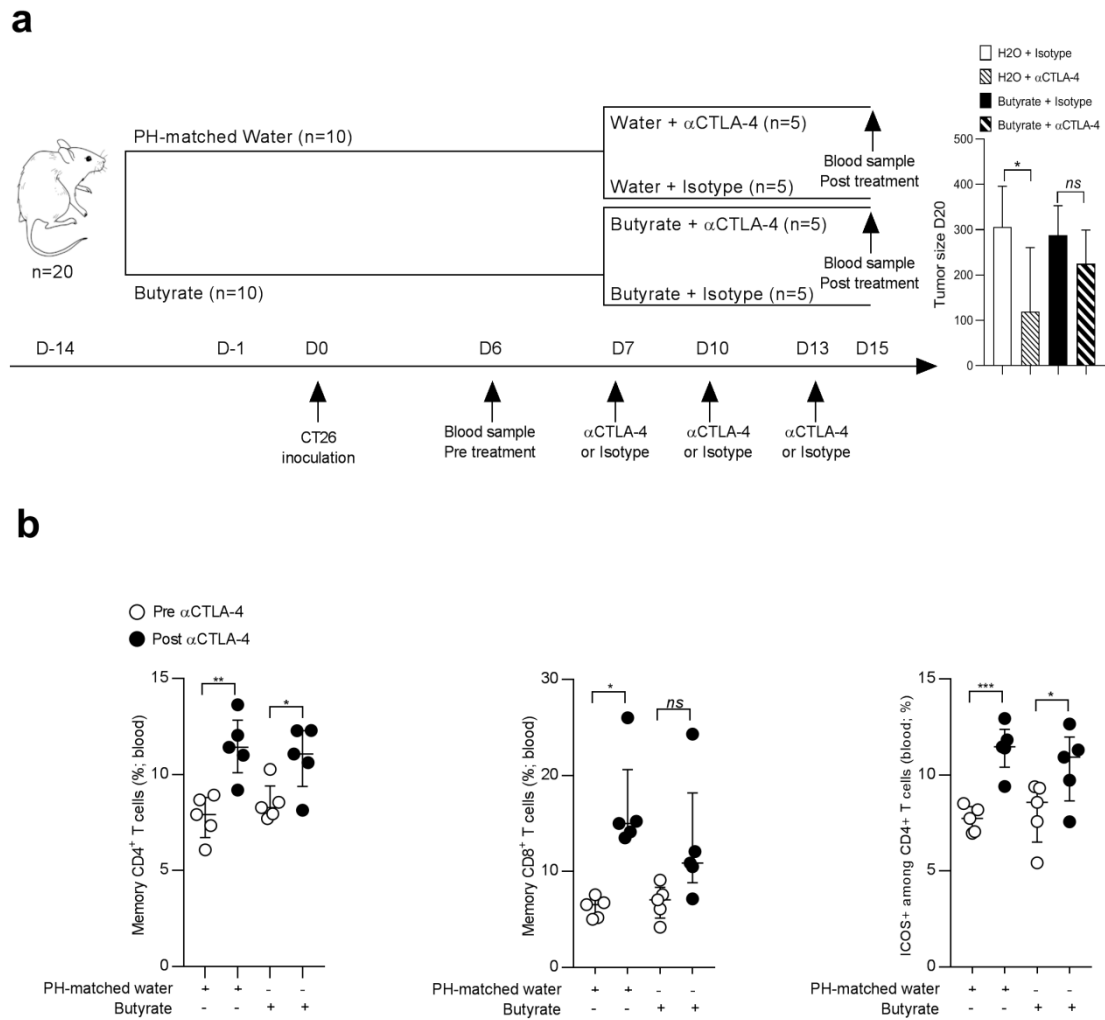 a
H2O + Isotype
H2O + αCTLA-4
Butyrate + Isotype
Butyrate + αCTLA-4
n=20
PH-matched Water (n=10)
Butyrate (n=10)
Water + αCTLA-4 (n=5)
Water + Isotype (n=5)
Butyrate + αCTLA-4 (n=5)
Butyrate + Isotype (n=5)
Blood sample
Post treatment
Blood sample
Post treatment
Tumor size D20
500
400
300
200
100
0
*
ns
D-14
D-1
D0
D6
D7
D10
D13
D15
CT26
inoculation
Blood sample
Pre treatment
αCTLA-4
or Isotype
αCTLA-4
or Isotype
αCTLA-4
or Isotype
b
Pre αCTLA-4
Post αCTLA-4
Memory CD4+ T cells (%; blood)
15
10
5
0
**
*
PH-matched water + + - -
Butyrate - - + +
Memory CD8+ T cells (%; blood)
30
20
10
0
*
ns
PH-matched water + + - -
Butyrate - - + +
ICOS+ among CD4+ T cells (blood; %)
15
10
5
0
***
*
PH-matched water + + - -
Butyrate - - + +